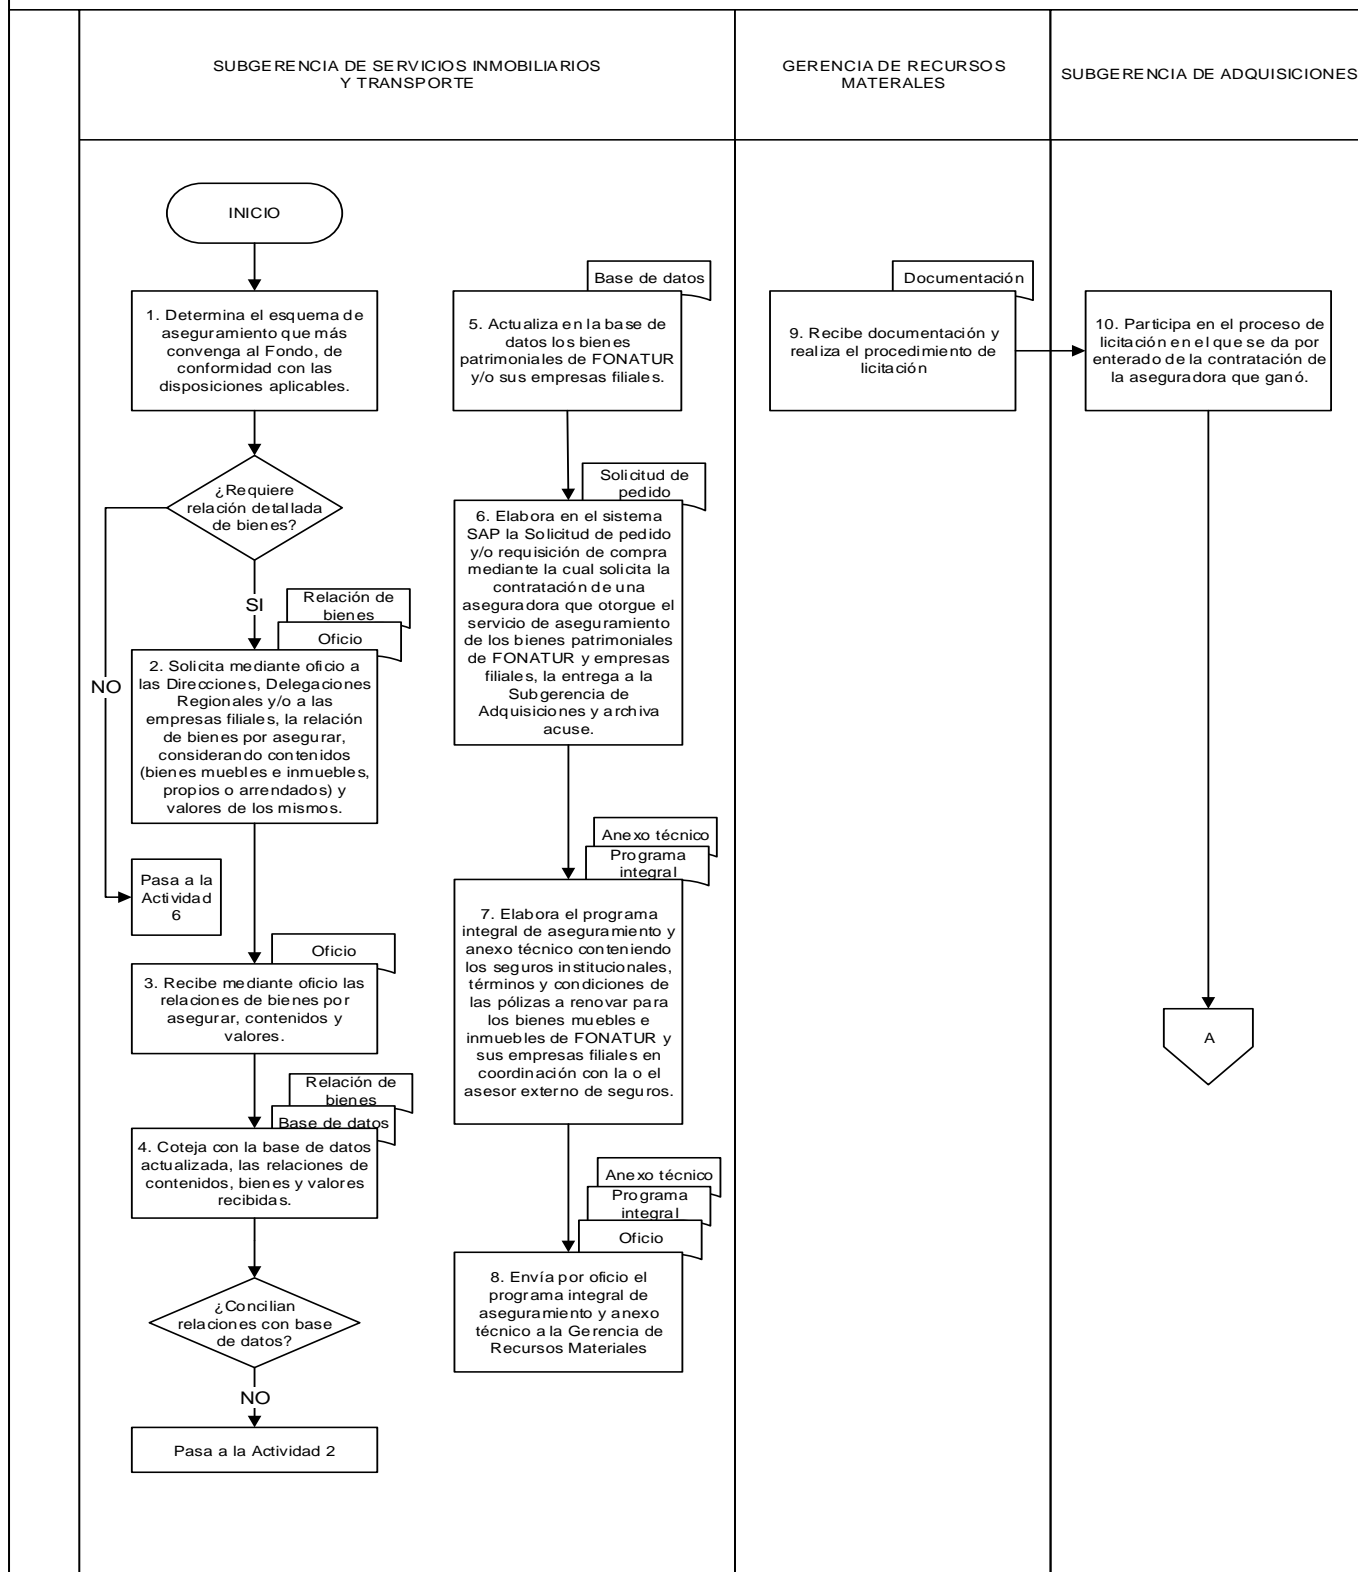 SUBGERENCIA DE SERVICIOS INMOBILIARIOS
Y TRANSPORTE
GERENCIA DE RECURSOS
MATERALES
SUBGERENCIA DE ADQUISICIONES
INICIO
1. Determina el esquema de
aseguramiento que más
convenga al Fondo, de
conformidad con las
disposiciones aplicables.
¿Requiere
relación detallada
de bienes?
SI
NO
Relación de
bienes
Oficio
2. Solicita mediante oficio a
las Direcciones, Delegaciones
Regionales y/o a las
empresas filiales, la relación
de bienes por asegurar,
considerando contenidos
(bienes muebles e inmuebles,
propios o arrendados) y
valores de los mismos.
Pasa a la
Actividad
6
Oficio
3. Recibe mediante oficio las
relaciones de bienes por
asegurar, contenidos y
valores.
Relación de
bienes
Base de datos
4. Coteja con la base de datos
actualizada, las relaciones de
contenidos, bienes y valores
recibidas.
¿Concilian
relaciones con base
de datos?
NO
Pasa a la Actividad 2
Base de datos
5. Actualiza en la base de
datos los bienes
patrimoniales de FONATUR
y/o sus empresas filiales.
Solicitud de
pedido
6. Elabora en el sistema
SAP la Solicitud de pedido
y/o requisición de compra
mediante la cual solicita la
contratación de una
aseguradora que otorgue el
servicio de aseguramiento
de los bienes patrimoniales
de FONATUR y empresas
filiales, la entrega a la
Subgerencia de
Adquisiciones y archiva
acuse.
Anexo técnico
Programa
integral
7. Elabora el programa
integral de aseguramiento y
anexo técnico conteniendo
los seguros institucionales,
términos y condiciones de
las pólizas a renovar para
los bienes muebles e
inmuebles de FONATUR y
sus empresas filiales en
coordinación con la o el
asesor externo de seguros.
Anexo técnico
Programa
integral
Oficio
8. Envía por oficio el
programa integral de
aseguramiento y anexo
técnico a la Gerencia de
Recursos Materiales
Documentación
9. Recibe documentación y
realiza el procedimiento de
licitación
10. Participa en el proceso de
licitación en el que se da por
enterado de la contratación de
la aseguradora que ganó.
A